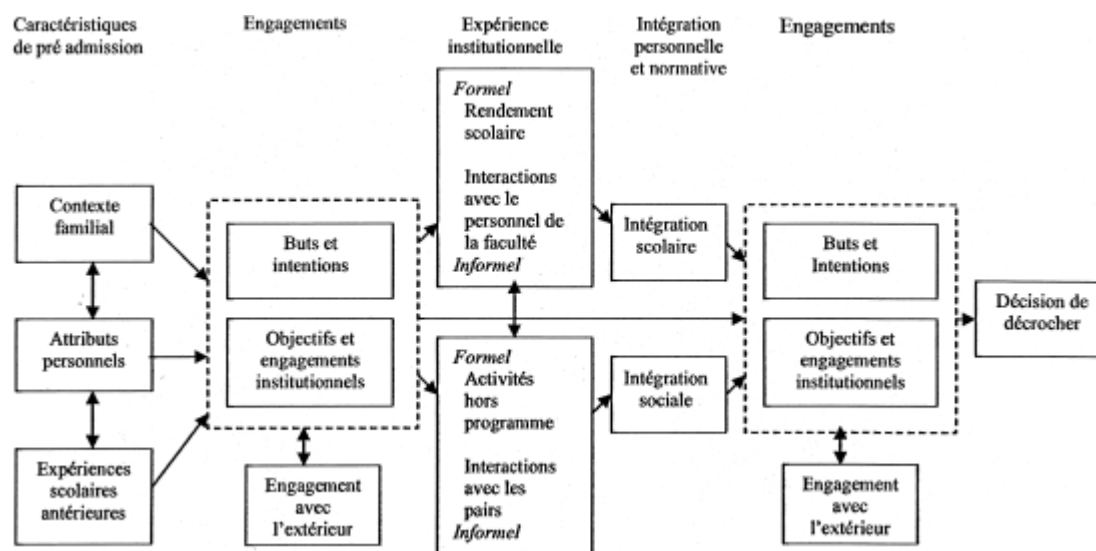 Caractéristiques
de pré admission
Engagements
Expérience
institutionnelle
Intégration
personnelle
et normative
Engagements
Contexte
familial
Attributs
personnels
Expériences
scolaires
antérieures
Buts et
intentions
Objectifs et
engagements
institutionnels
Engagement
avec
l'extérieur
Formel
Rendement
scolaire
Interactions
avec le
personnel de
la faculté
Informel
Formel
Activités
hors
programme
Interactions
avec les
pairs
Informel
Intégration
scolaire
Intégration
sociale
Buts et
Intentions
Objectifs et
engagements
institutionnels
Engagement
avec
l'extérieur
Décision de
décrocher